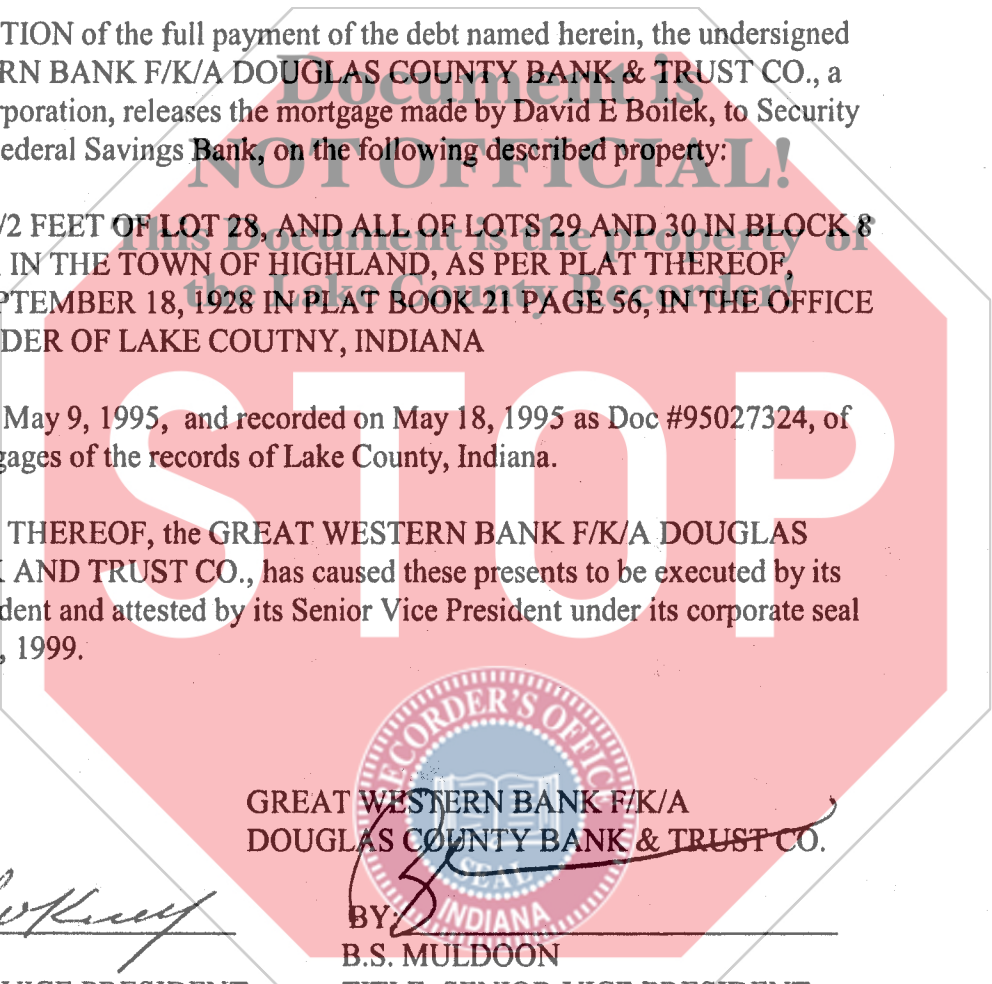 TION of the full payment of the debt named herein, the undersigned
RN BANK F/K/A DOUGLAS COUNTY BANK & TRUST CO., a
rporation, releases the mortgage made by David E Boilek, to Security
ederal Savings Bank, on the following described property:
Document is
NOT OFFICIAL!
This Document is the property of
the Lake County Recorder!
/2 FEET OF LOT 28, AND ALL OF LOTS 29 AND 30 IN BLOCK 8
IN THE TOWN OF HIGHLAND, AS PER PLAT THEREOF,
PTEMBER 18, 1928 IN PLAT BOOK 21 PAGE 56, IN THE OFFICE
DER OF LAKE COUTNY, INDIANA
May 9, 1995, and recorded on May 18, 1995 as Doc #95027324, of
gages of the records of Lake County, Indiana.
STOP
THEREOF, the GREAT WESTERN BANK F/K/A DOUGLAS
AND TRUST CO., has caused these presents to be executed by its
dent and attested by its Senior Vice President under its corporate seal
, 1999.
RECORDER'S OFFICE
SEAL
INDIANA
GREAT WESTERN BANK F/K/A
DOUGLAS COUNTY BANK & TRUST CO.
BY:
B.S. MULDOON
VICE PRESIDENT
TITLE: SENIOR VICE PRESIDENT